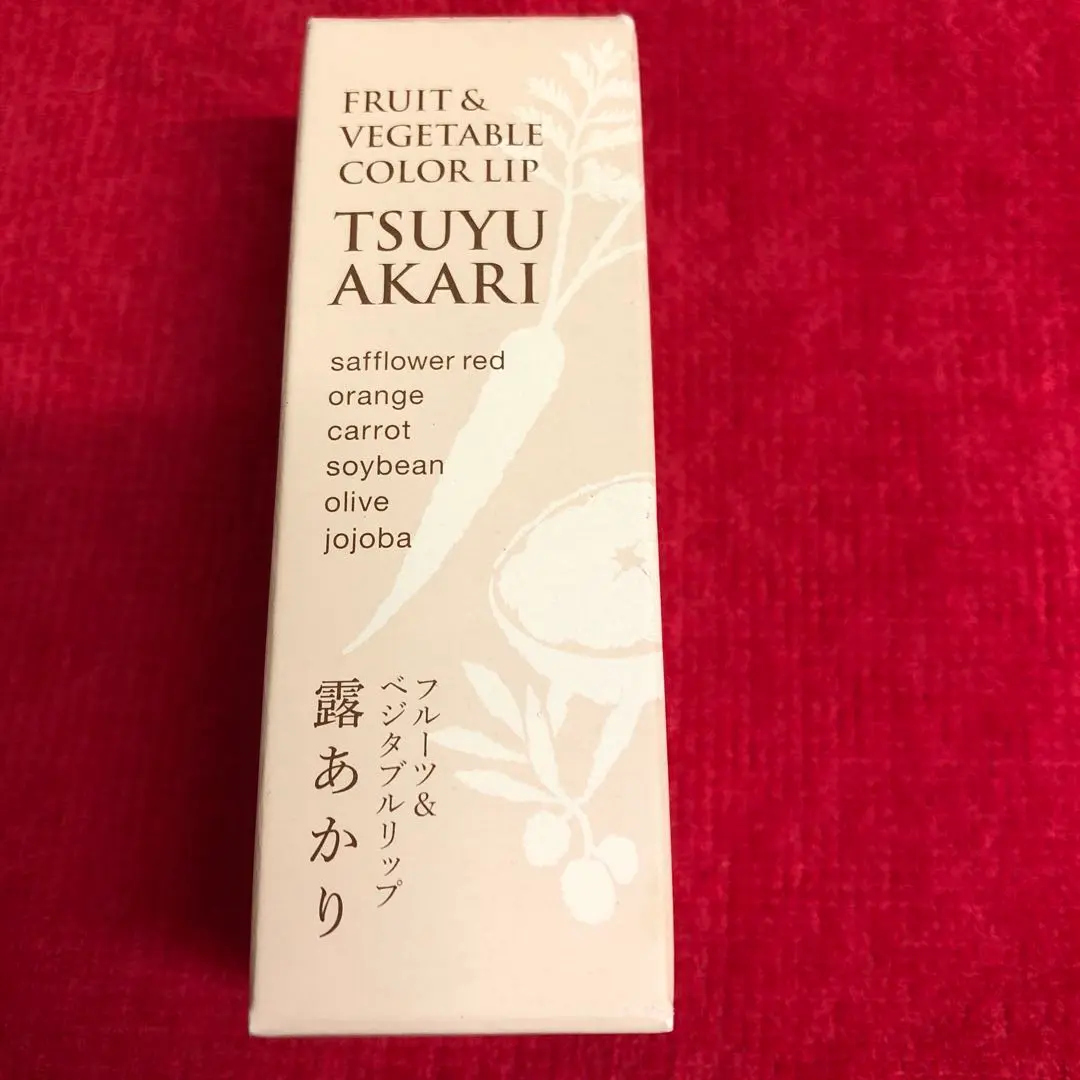 FRUIT &
VEGETABLE
COLOR LIP
TSUYU
AKARI
safflower red
orange
carrot
soybean
olive
jojoba
フルーツ&
ベジタブルリップ
露あかり